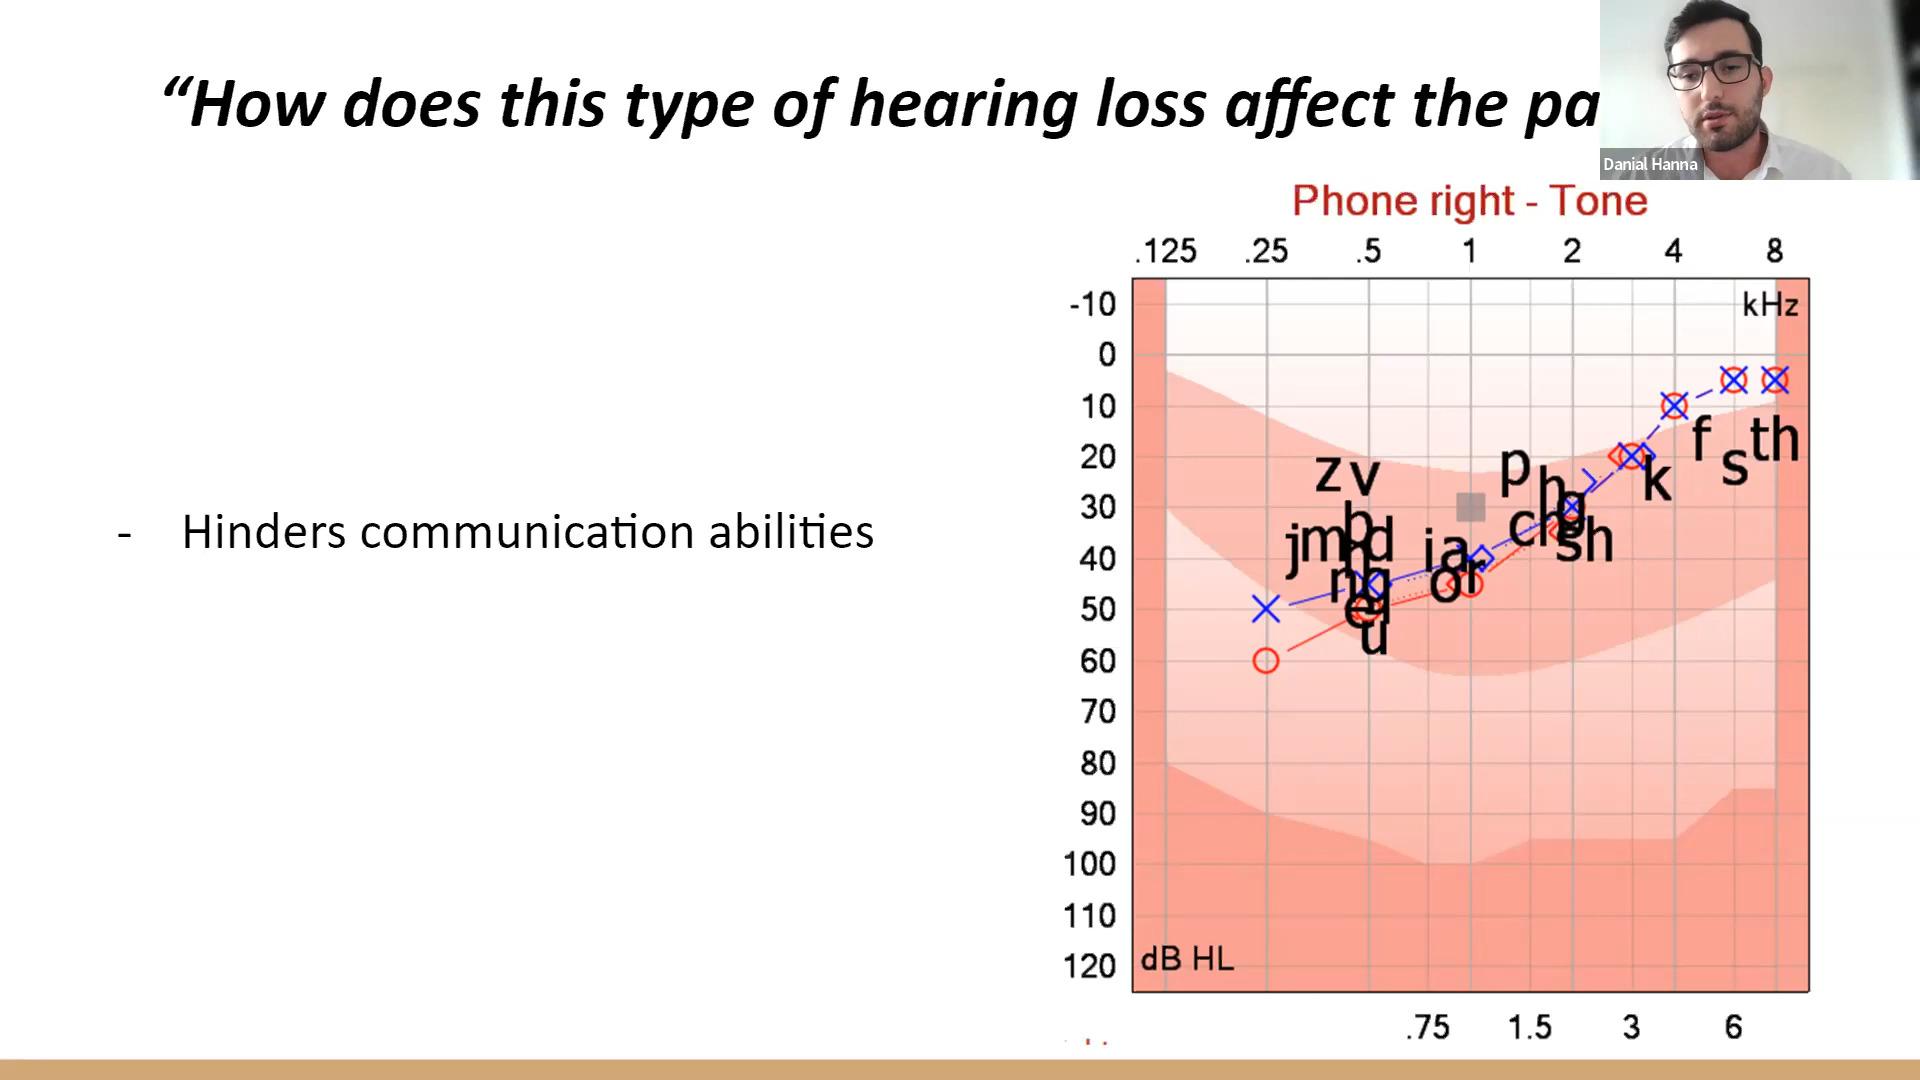 “How does this type of hearing loss affect the pa
Danial Hanna
- Hinders communication abilities
Phone right - Tone
.125 .25 .5 1 2 4 8
kHz
-10
0
10
20
30
40
50
60
70
80
90
100
110
120
z v p f s th
h k
b g
j m d i a ch sh
n o r
e
u
dB HL
.75 1.5 3 6